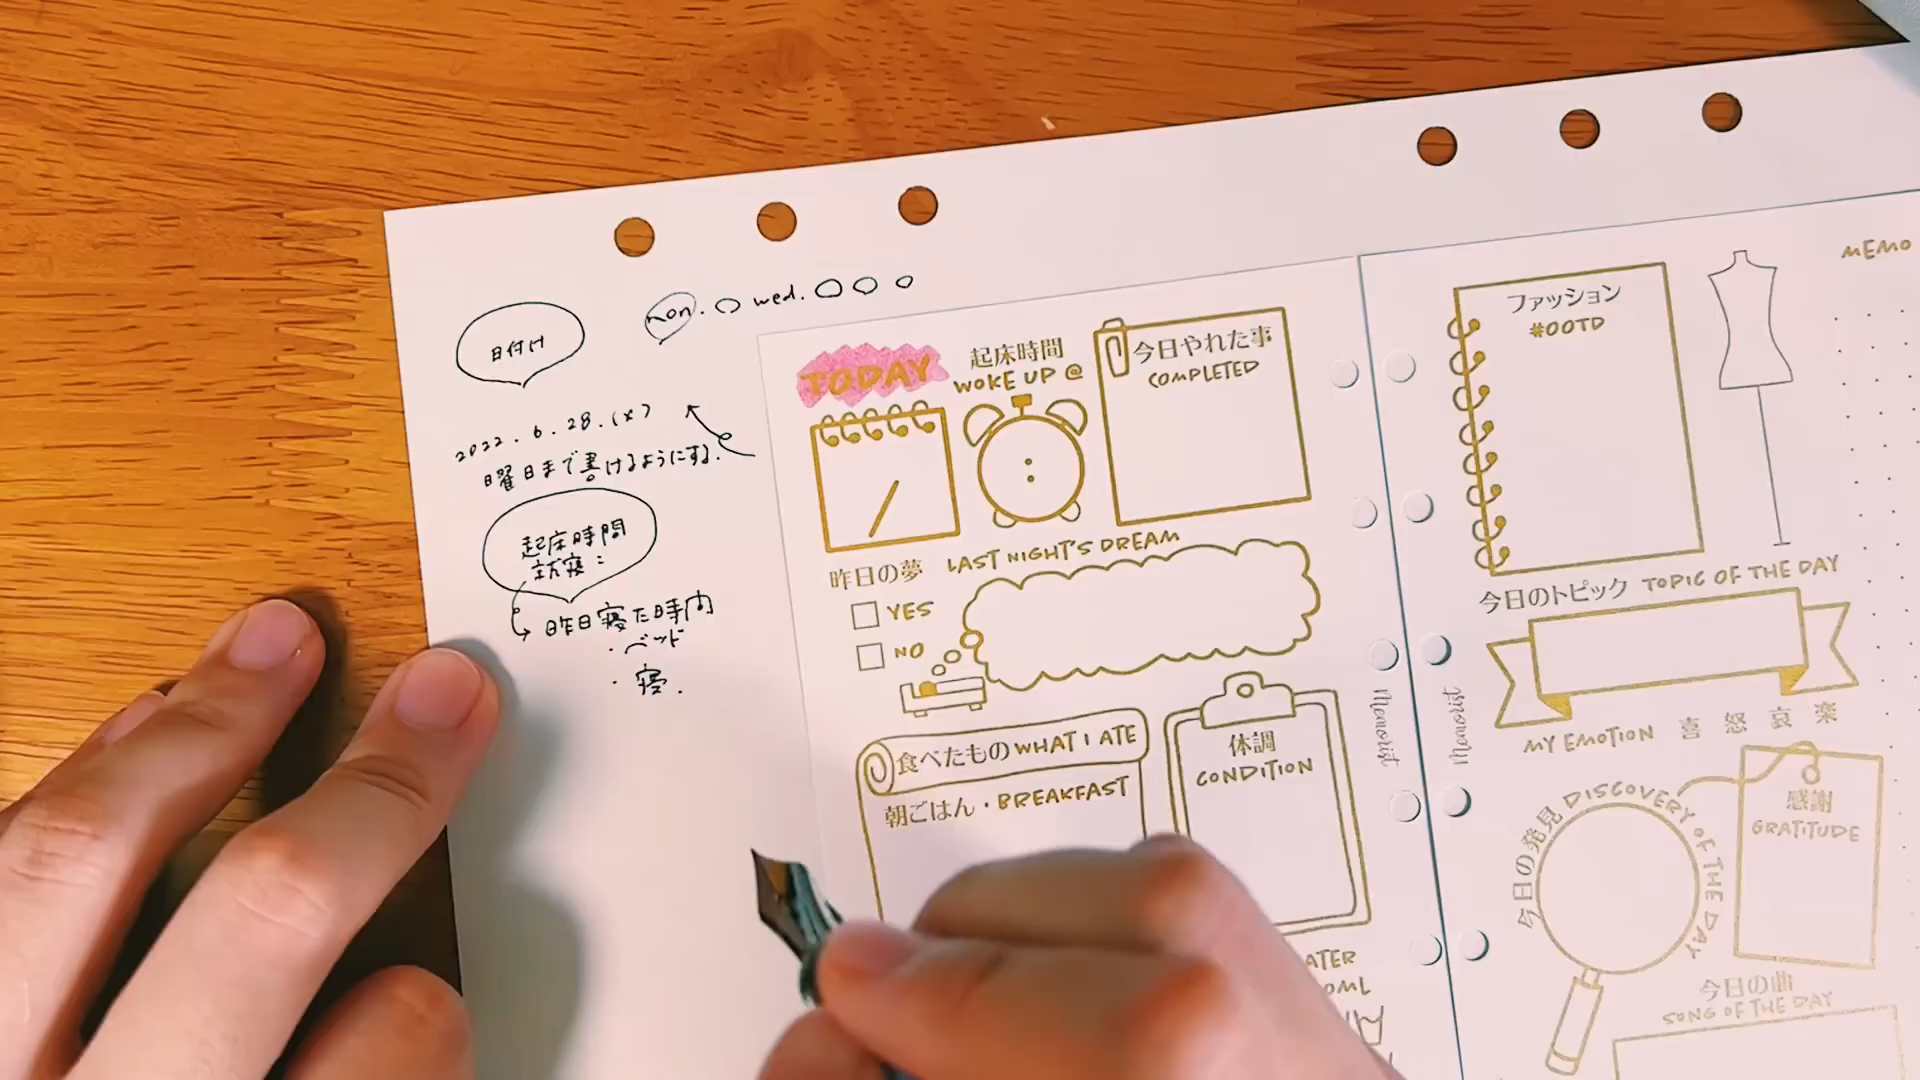 日付け
Mon. ○ wed. ○ ○ ○
2022.6.28.(火)
日曜日まで書けるようにする.
起床時間
就寝:
昨日寝た時間
・ベッド
・寝.
TODAY
起床時間
WOKE UP @
今日やれた事
COMPLETED
昨日の夢 LAST NIGHT'S DREAM
YES
NO
食べたもの WHAT I ATE
朝ごはん・BREAKFAST
体調
CONDITION
ATER
OML
Memorist
Memorist
MEMO
ファッション
#OOTD
今日のトピック TOPIC OF THE DAY
MY EMOTION 喜 怒 哀 楽
今日の発見 DISCOVERY OF THE DAY
感謝
GRATITUDE
今日の曲
SONG OF THE DAY